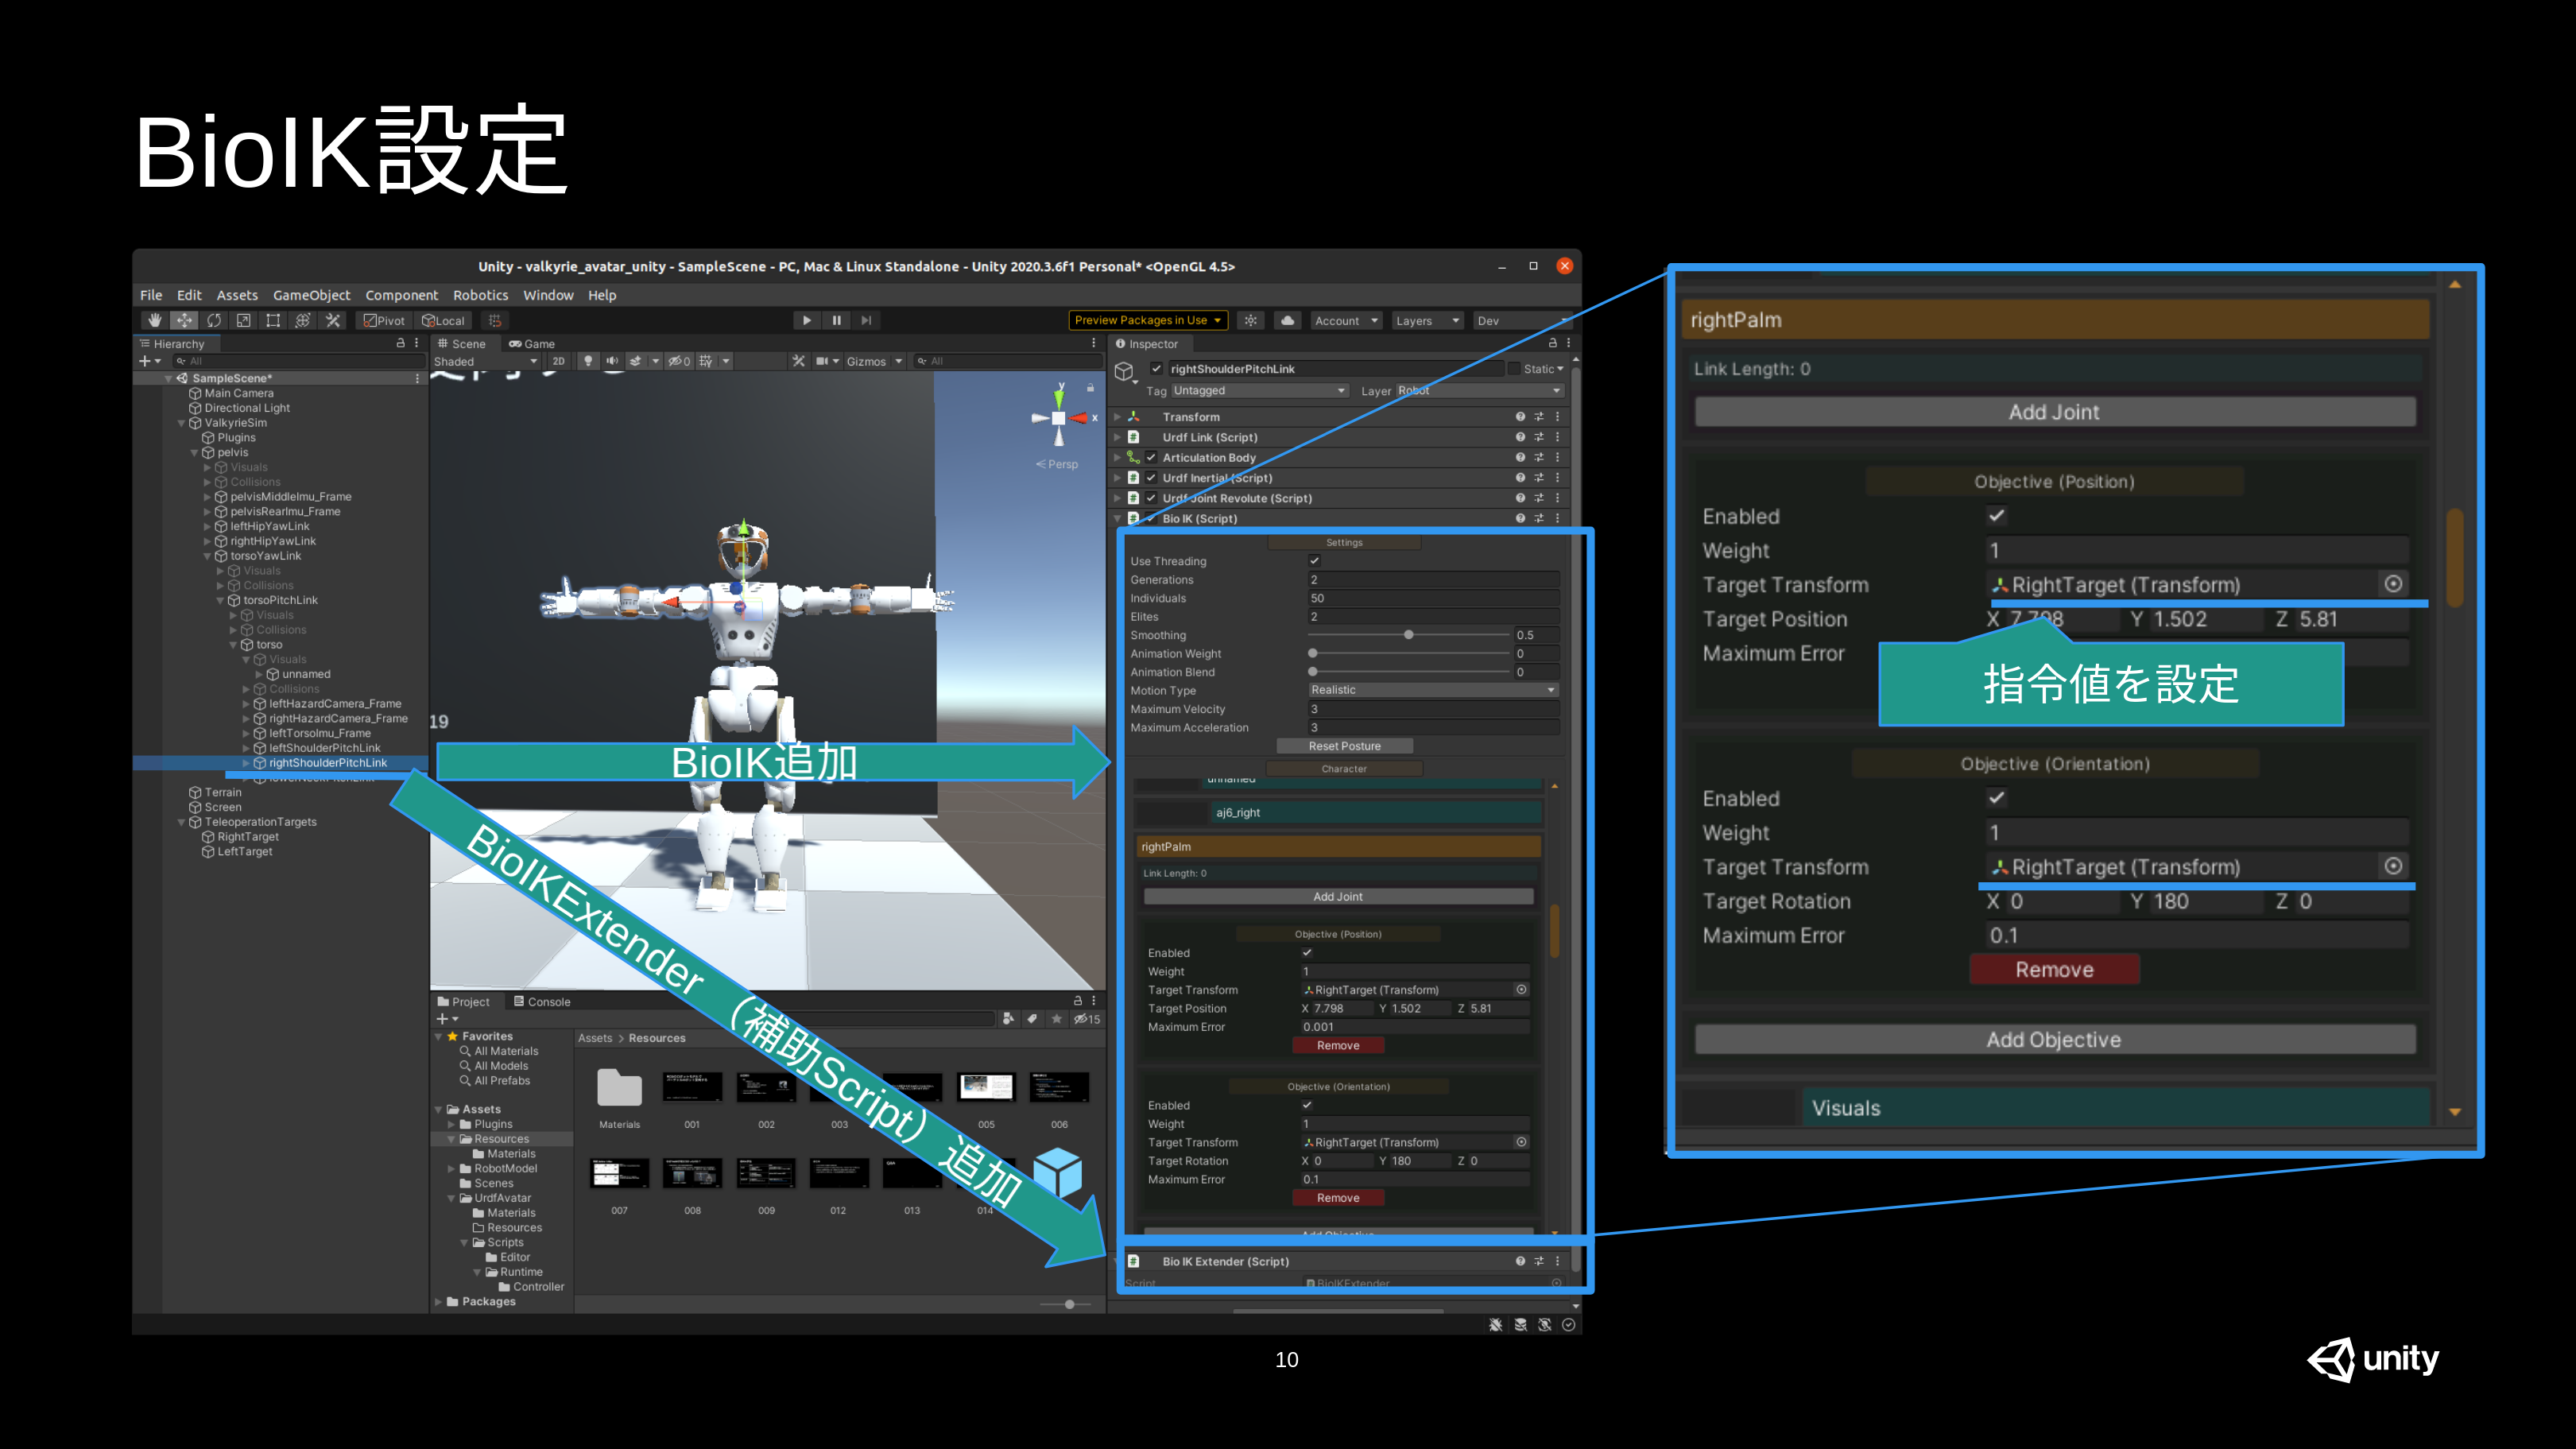 BioIK設定
Unity - valkyrie_avatar_unity - SampleScene - PC, Mac & Linux Standalone - Unity 2020.3.6f1 Personal* <OpenGL 4.5>
File Edit Assets GameObject Component Robotics Window Help
Pivot Local Preview Packages in Use Account Layers Dev
Hierarchy
All
SampleScene*
Main Camera
Directional Light
ValkyrieSim
Plugins
pelvis
Visuals
Collisions
pelvisMiddleImu_Frame
pelvisRearImu_Frame
leftHipYawLink
rightHipYawLink
torsoYawLink
Visuals
Collisions
torsoPitchLink
Visuals
Collisions
torso
Visuals
unnamed
Collisions
leftHazardCamera_Frame
rightHazardCamera_Frame
leftTorsoImu_Frame
leftShoulderPitchLink
rightShoulderPitchLink
Terrain
Screen
TeleoperationTargets
RightTarget
LeftTarget
Scene Game
Shaded 2D 0 Gizmos All
y
x
Persp
19
BioIK追加
BioIKExtender（補助Script）追加
Project Console
15
Favorites
All Materials
All Models
All Prefabs
Assets
Plugins
Resources
Materials
RobotModel
Scenes
UrdfAvatar
Materials
Resources
Scripts
Editor
Runtime
Controller
Packages
Assets > Resources
Materials 001 002 003 005 006
007 008 009 012 013 014
Inspector
rightShoulderPitchLink Static
Tag Untagged Layer Robot
Transform
Urdf Link (Script)
Articulation Body
Urdf Inertial (Script)
Urdf Joint Revolute (Script)
Bio IK (Script)
Settings
Use Threading
Generations 2
Individuals 50
Elites 2
Smoothing 0.5
Animation Weight 0
Animation Blend 0
Motion Type Realistic
Maximum Velocity 3
Maximum Acceleration 3
Reset Posture
Character
unnamed
aj6_right
rightPalm
Link Length: 0
Add Joint
Objective (Position)
Enabled
Weight 1
Target Transform RightTarget (Transform)
Target Position X 7.798 Y 1.502 Z 5.81
Maximum Error 0.001
Remove
Objective (Orientation)
Enabled
Weight 1
Target Transform RightTarget (Transform)
Target Rotation X 0 Y 180 Z 0
Maximum Error 0.1
Remove
Add Objective
Bio IK Extender (Script)
Script BioIKExtender
rightPalm
Link Length: 0
Add Joint
Objective (Position)
Enabled
Weight 1
Target Transform RightTarget (Transform)
Target Position X 7.798 Y 1.502 Z 5.81
Maximum Error
指令値を設定
Objective (Orientation)
Enabled
Weight 1
Target Transform RightTarget (Transform)
Target Rotation X 0 Y 180 Z 0
Maximum Error 0.1
Remove
Add Objective
Visuals
10
unity